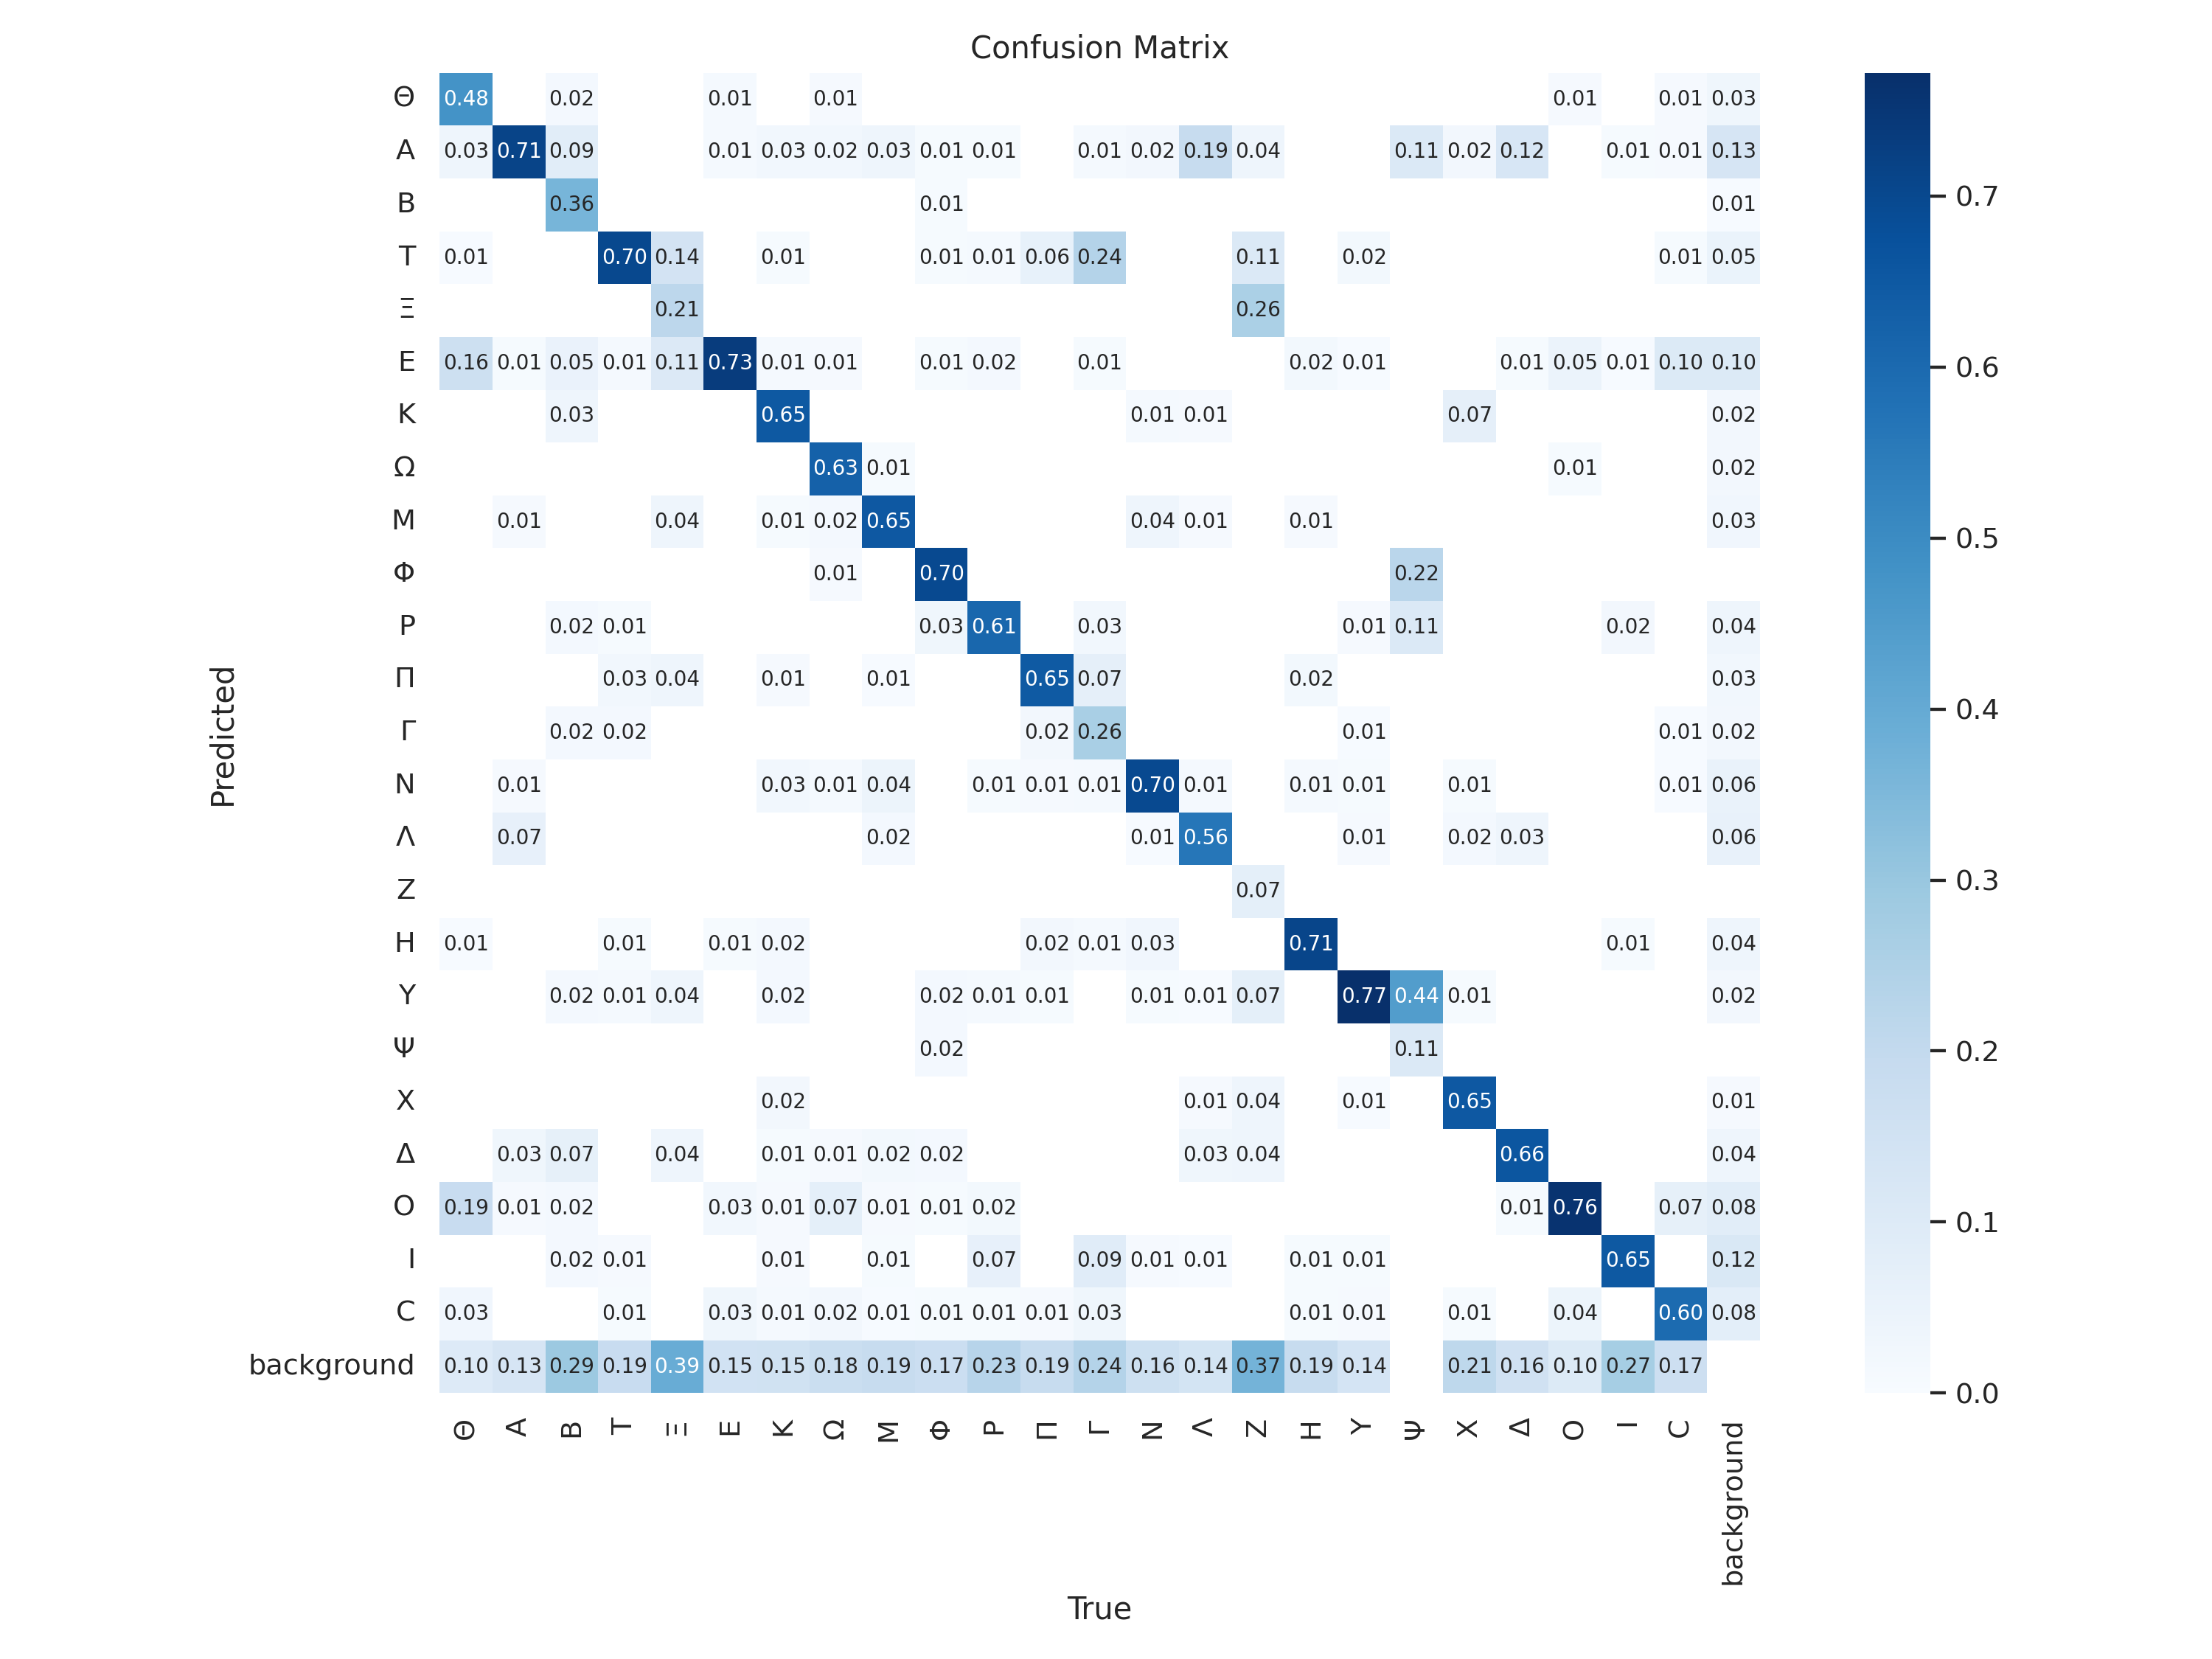 Confusion Matrix
Θ 0.48 0.02 0.01 0.01 0.01 0.01 0.03
Α 0.03 0.71 0.09 0.01 0.03 0.02 0.03 0.01 0.01 0.01 0.02 0.19 0.04 0.11 0.02 0.12 0.01 0.01 0.13
Β 0.36 0.01 0.01
Τ 0.01 0.70 0.14 0.01 0.01 0.01 0.06 0.24 0.11 0.02 0.01 0.05
Ξ 0.21 0.26
Ε 0.16 0.01 0.05 0.01 0.11 0.73 0.01 0.01 0.01 0.02 0.01 0.02 0.01 0.01 0.05 0.01 0.10 0.10
Κ 0.03 0.65 0.01 0.01 0.07 0.02
Ω 0.63 0.01 0.01 0.02
Μ 0.01 0.04 0.01 0.02 0.65 0.04 0.01 0.01 0.03
Φ 0.01 0.70 0.22
Ρ 0.02 0.01 0.03 0.61 0.03 0.01 0.11 0.02 0.04
Π 0.03 0.04 0.01 0.01 0.65 0.07 0.02 0.03
Γ 0.02 0.02 0.02 0.26 0.01 0.01 0.02
Ν 0.01 0.03 0.01 0.04 0.01 0.01 0.01 0.70 0.01 0.01 0.01 0.01 0.01 0.06
Λ 0.07 0.02 0.01 0.56 0.01 0.02 0.03 0.06
Ζ 0.07
Η 0.01 0.01 0.01 0.02 0.02 0.01 0.03 0.71 0.01 0.04
Υ 0.02 0.01 0.04 0.02 0.02 0.01 0.01 0.01 0.01 0.07 0.77 0.44 0.01 0.02
Ψ 0.02 0.11
Χ 0.02 0.01 0.04 0.01 0.65 0.01
Δ 0.03 0.07 0.04 0.01 0.01 0.02 0.02 0.03 0.04 0.66 0.04
Ο 0.19 0.01 0.02 0.03 0.01 0.07 0.01 0.01 0.02 0.01 0.76 0.07 0.08
Ι 0.02 0.01 0.01 0.01 0.07 0.09 0.01 0.01 0.01 0.01 0.65 0.12
C 0.03 0.01 0.03 0.01 0.02 0.01 0.01 0.01 0.01 0.03 0.01 0.01 0.01 0.04 0.60 0.08
background 0.10 0.13 0.29 0.19 0.39 0.15 0.15 0.18 0.19 0.17 0.23 0.19 0.24 0.16 0.14 0.37 0.19 0.14 0.21 0.16 0.10 0.27 0.17
Θ Α Β Τ Ξ Ε Κ Ω Μ Φ Ρ Π Γ Ν Λ Ζ Η Υ Ψ Χ Δ Ο Ι C background
Predicted
True
0.7
0.6
0.5
0.4
0.3
0.2
0.1
0.0